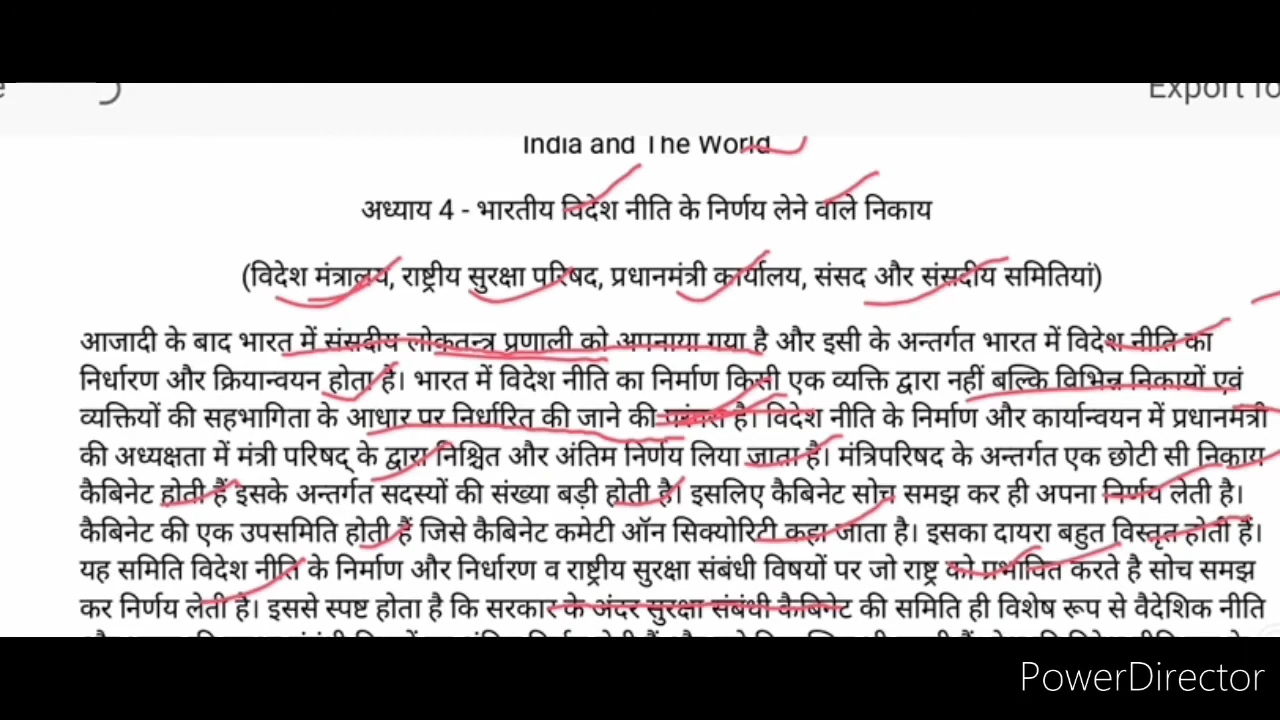 Export
India and The World
अध्याय 4 - भारतीय विदेश नीति के निर्णय लेने वाले निकाय
(विदेश मंत्रालय, राष्ट्रीय सुरक्षा परिषद, प्रधानमंत्री कार्यालय, संसद और संसदीय समितियां)
आजादी के बाद भारत में संसदीय लोकतन्त्र प्रणाली को अपनाया गया है और इसी के अन्तर्गत भारत में विदेश नीति का
निर्धारण और क्रियान्वयन होता हैं। भारत में विदेश नीति का निर्माण किसी एक व्यक्ति द्वारा नहीं बल्कि विभिन्न निकायों एवं
व्यक्तियों की सहभागिता के आधार पर निर्धारित की जाने की परंपरा है। विदेश नीति के निर्माण और कार्यान्वयन में प्रधानमंत्री
की अध्यक्षता में मंत्री परिषद् के द्वारा निश्चित और अंतिम निर्णय लिया जाता है। मंत्रिपरिषद के अन्तर्गत एक छोटी सी निकाय
कैबिनेट होती हैं इसके अन्तर्गत सदस्यों की संख्या बड़ी होती है। इसलिए कैबिनेट सोच समझ कर ही अपना निर्णय लेती है।
कैबिनेट की एक उपसमिति होती हैं जिसे कैबिनेट कमेटी ऑन सिक्योरिटी कहा जाता है। इसका दायरा बहुत विस्तृत होती हैं।
यह समिति विदेश नीति के निर्माण और निर्धारण व राष्ट्रीय सुरक्षा संबंधी विषयों पर जो राष्ट्र को प्रभावित करते है सोच समझ
कर निर्णय लेती है। इससे स्पष्ट होता है कि सरकार के अंदर सुरक्षा संबंधी कैबिनेट की समिति ही विशेष रूप से वैदेशिक नीति
PowerDirector